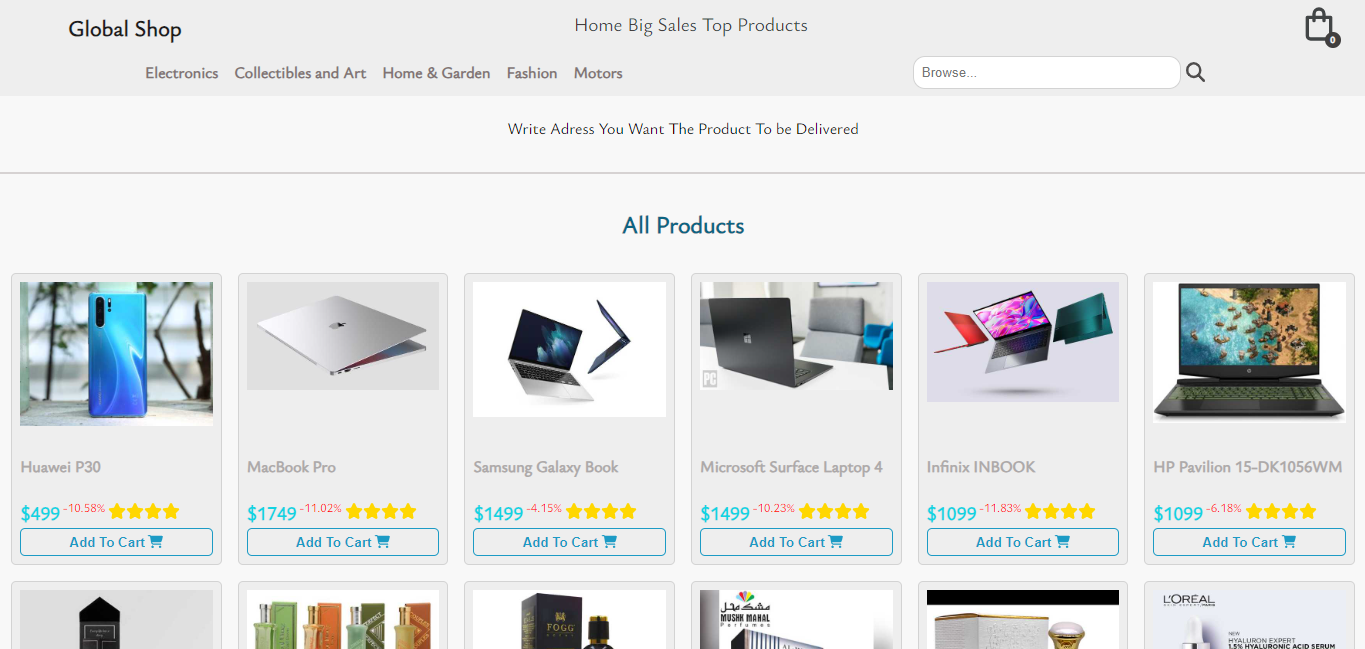 Global Shop
Home Big Sales Top Products
0
Electronics Collectibles and Art Home & Garden Fashion Motors
Browse...
Write Adress You Want The Product To be Delivered
All Products
PC
Huawei P30
MacBook Pro
Samsung Galaxy Book
Microsoft Surface Laptop 4
Infinix INBOOK
HP Pavilion 15-DK1056WM
$499 -10.58%
$1749 -11.02%
$1499 -4.15%
$1499 -10.23%
$1099 -11.83%
$1099 -6.18%
Add To Cart
Add To Cart
Add To Cart
Add To Cart
Add To Cart
Add To Cart
FOGG
مشك محل
MUSHK MAHAL
Perfumes
L'ORÉAL
NEW
HYALURON EXPERT
1.5% HYALURONIC ACID SERUM